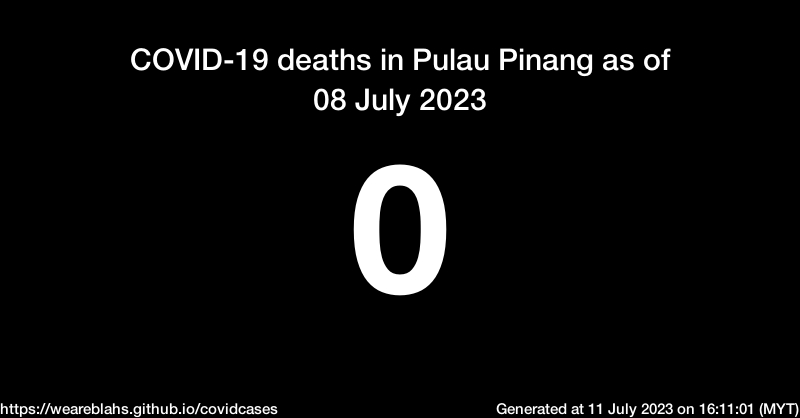 COVID-19 deaths in Pulau Pinang as of
08 July 2023
0
https://weareblahs.github.io/covidcases
Generated at 11 July 2023 on 16:11:01 (MYT)